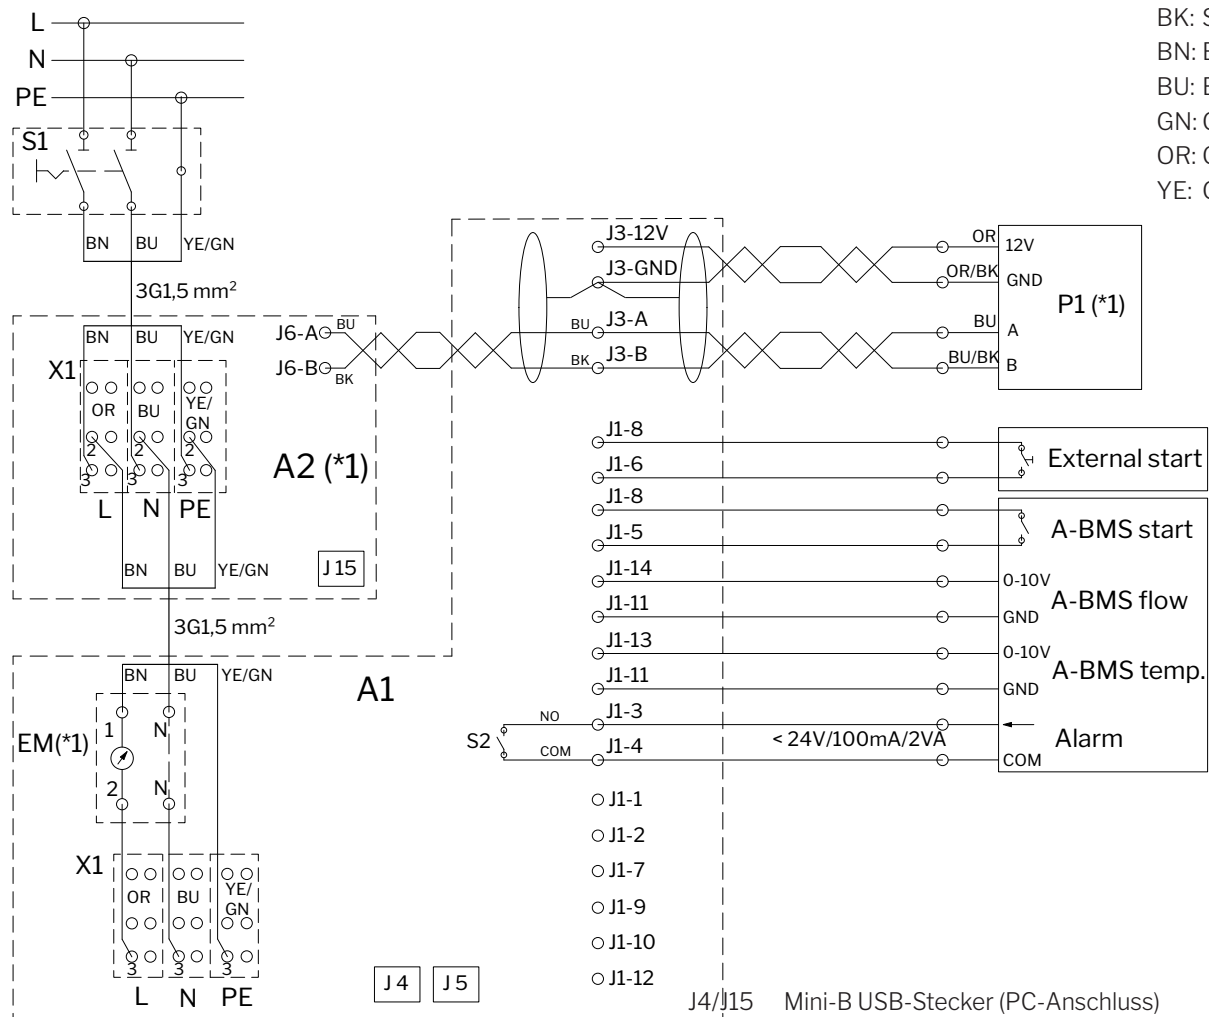 L
N
PE
S1
BN BU YE/GN
3G1,5 mm²
BN BU YE/GN
X1
OR BU YE/
GN
2 2 2
3 3 3
L N PE
A2 (*1)
J6-A BU
J6-B BK
J 15
BN BU YE/GN
3G1,5 mm²
BN BU YE/GN
A1
EM(*1)
1 N
2 N
X1
OR BU YE/
GN
3 3 3
L N PE
J 4 J 5
BK:
BN:
BU:
GN:
OR:
YE:
J3-12V OR 12V
J3-GND OR/BK GND
P1 (*1)
BU J3-A BU A
BK J3-B BU/BK B
J1-8
J1-6
External start
J1-8
J1-5
A-BMS start
J1-14 0-10V
A-BMS flow
J1-11 GND
J1-13 0-10V
A-BMS temp.
J1-11 GND
S2
NO J1-3
< 24V/100mA/2VA
Alarm
COM J1-4 COM
J1-1
J1-2
J1-7
J1-9
J1-10
J1-12
J4/J15 Mini-B USB-Stecker (PC-Anschluss)